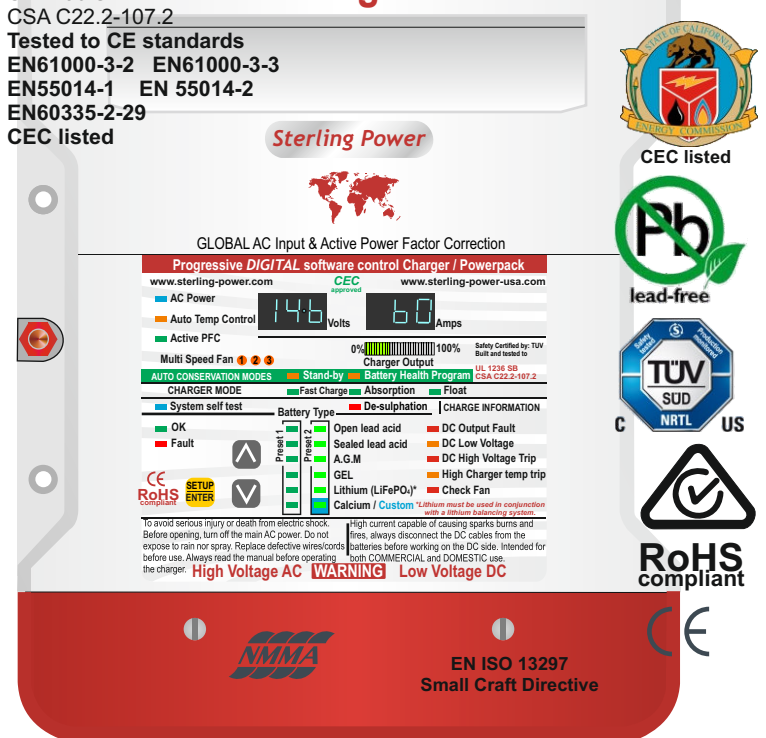 CSA C22.2-107.2
Tested to CE standards
EN61000-3-2 EN61000-3-3
EN55014-1 EN 55014-2
EN60335-2-29
CEC listed
STATE OF CALIFORNIA
ENERGY COMMISSION
CEC listed
Sterling Power
Pb
lead-free
GLOBAL AC Input & Active Power Factor Correction
Progressive DIGITAL software control Charger / Powerpack
www.sterling-power.com CEC approved www.sterling-power-usa.com
AC Power
14.6 Volts 60 Amps
Auto Temp Control
Active PFC
0% 100%
Charger Output
Safety Certified by: TUV
Built and tested to
UL 1236 SB
CSA C22.2-107.2
Multi Speed Fan 1 2 3
AUTO CONSERVATION MODES Stand-by Battery Health Program
CHARGER MODE Fast Charge Absorption Float
System self test Battery Type De-sulphation CHARGE INFORMATION
OK
Fault
Preset 1
Preset 2
Open lead acid DC Output Fault
Sealed lead acid DC Low Voltage
A.G.M DC High Voltage Trip
GEL High Charger temp trip
Lithium (LiFePO₄)* Check Fan
Calcium / Custom *Lithium must be used in conjunction
with a lithium balancing system.
CE
RoHS
compliant
SETUP
ENTER
To avoid serious injury or death from electric shock.
Before opening, turn off the main AC power. Do not
expose to rain nor spray. Replace defective wires/cords
before use. Always read the manual before operating
the charger.
High current capable of causing sparks burns and
fires, always disconnect the DC cables from the
batteries before working on the DC side. Intended for
both COMMERCIAL and DOMESTIC use.
High Voltage AC WARNING Low Voltage DC
Safety tested
Production monitored
TÜV
SÜD
NRTL
C US
RoHS
compliant
CE
NMMA
EN ISO 13297
Small Craft Directive